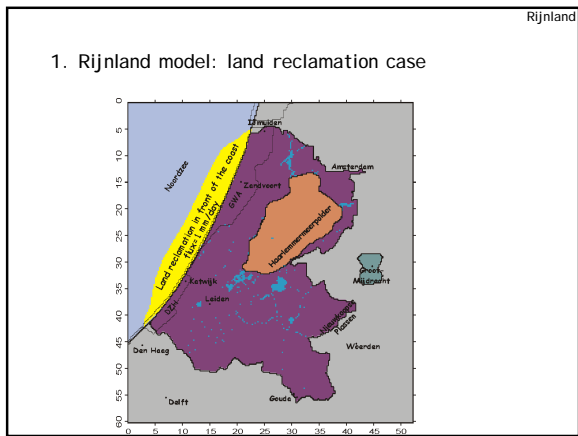 Rijnland
1. Rijnland model: land reclamation case
0
5
10
15
20
25
30
35
40
45
50
55
60
IJmuiden
Noordzee
Amsterdam
Zandvoort
GWA
Land reclamation in front of the coast
flux=1 mm/day
Haarlemmermeerpolder
Groot-
Mijdrecht
Katwijk
Leiden
DZH
Nieuwkoopse
Plassen
Den Haag
Woerden
Delft
Gouda
0 5 10 15 20 25 30 35 40 45 50